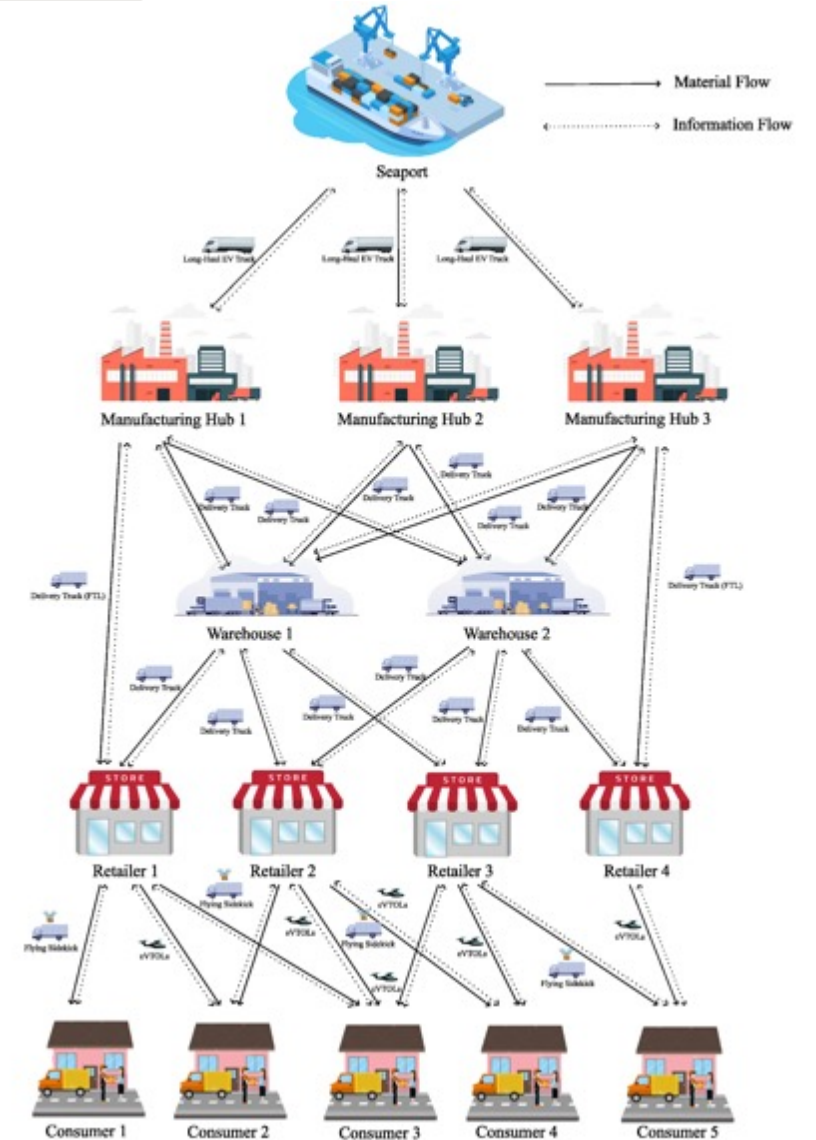 Material Flow
Information Flow
Seaport
Long-Haul EV Truck
Long-Haul EV Truck
Long-Haul EV Truck
Manufacturing Hub 1
Manufacturing Hub 2
Manufacturing Hub 3
Delivery Truck
Delivery Truck
Delivery Truck
Delivery Truck
Delivery Truck
Delivery Truck
Delivery Truck (FTL)
Delivery Truck (FTL)
Warehouse 1
Warehouse 2
Delivery Truck
Delivery Truck
Delivery Truck
Delivery Truck
Delivery Truck
Delivery Truck
STORE
STORE
STORE
STORE
Retailer 1
Retailer 2
Retailer 3
Retailer 4
Flying Sidekick
eVTOLs
Flying Sidekick
eVTOLs
Flying Sidekick
eVTOLs
eVTOLs
eVTOLs
Flying Sidekick
eVTOLs
Consumer 1
Consumer 2
Consumer 3
Consumer 4
Consumer 5